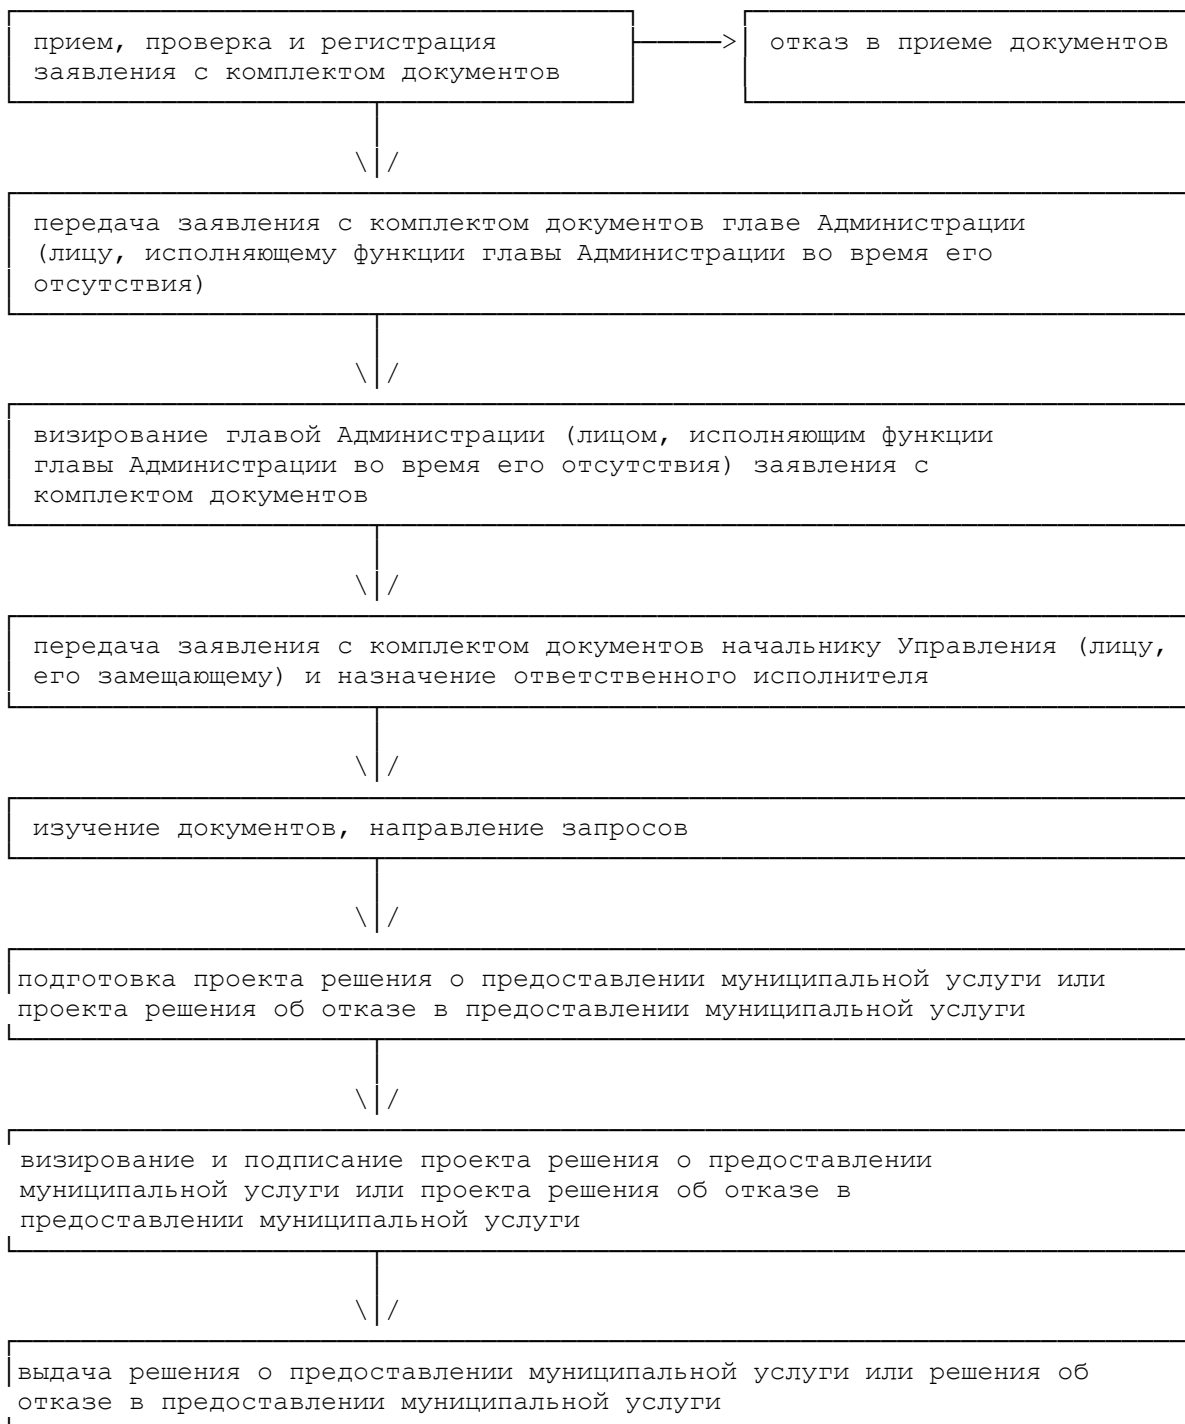 прием, проверка и регистрация
заявления с комплектом документов
отказ в приеме документов
передача заявления с комплектом документов главе Администрации
(лицу, исполняющему функции главы Администрации во время его
отсутствия)
визирование главой Администрации (лицом, исполняющим функции
главы Администрации во время его отсутствия) заявления с
комплектом документов
передача заявления с комплектом документов начальнику Управления (лицу,
его замещающему) и назначение ответственного исполнителя
изучение документов, направление запросов
подготовка проекта решения о предоставлении муниципальной услуги или
проекта решения об отказе в предоставлении муниципальной услуги
визирование и подписание проекта решения о предоставлении
муниципальной услуги или проекта решения об отказе в
предоставлении муниципальной услуги
выдача решения о предоставлении муниципальной услуги или решения об
отказе в предоставлении муниципальной услуги